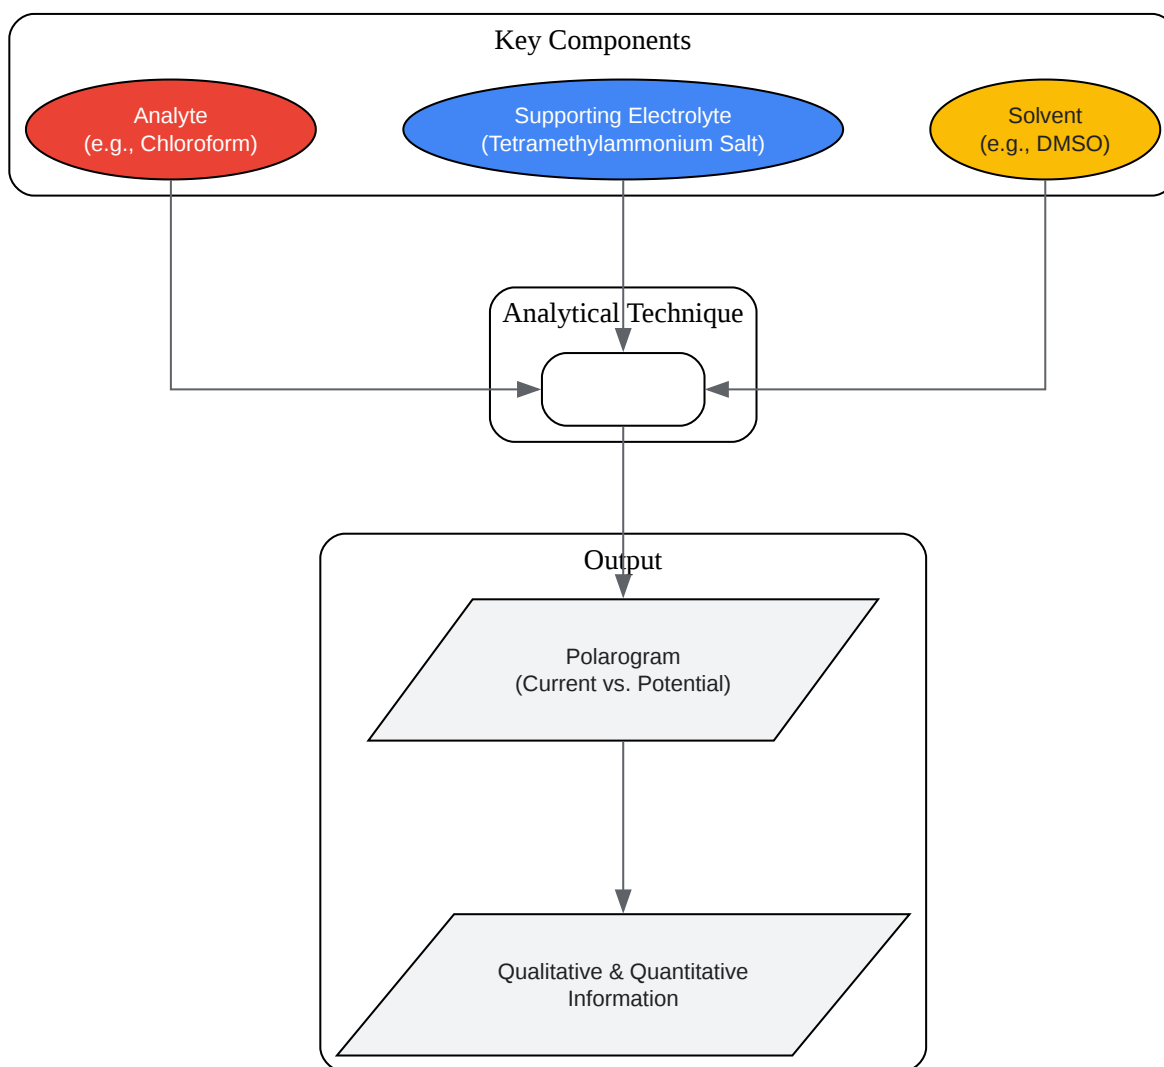 Key Components
Analyte
(e.g., Chloroform)
Supporting Electrolyte
(Tetramethylammonium Salt)
Solvent
(e.g., DMSO)
Analytical Technique
Output
Polarogram
(Current vs. Potential)
Qualitative & Quantitative
Information